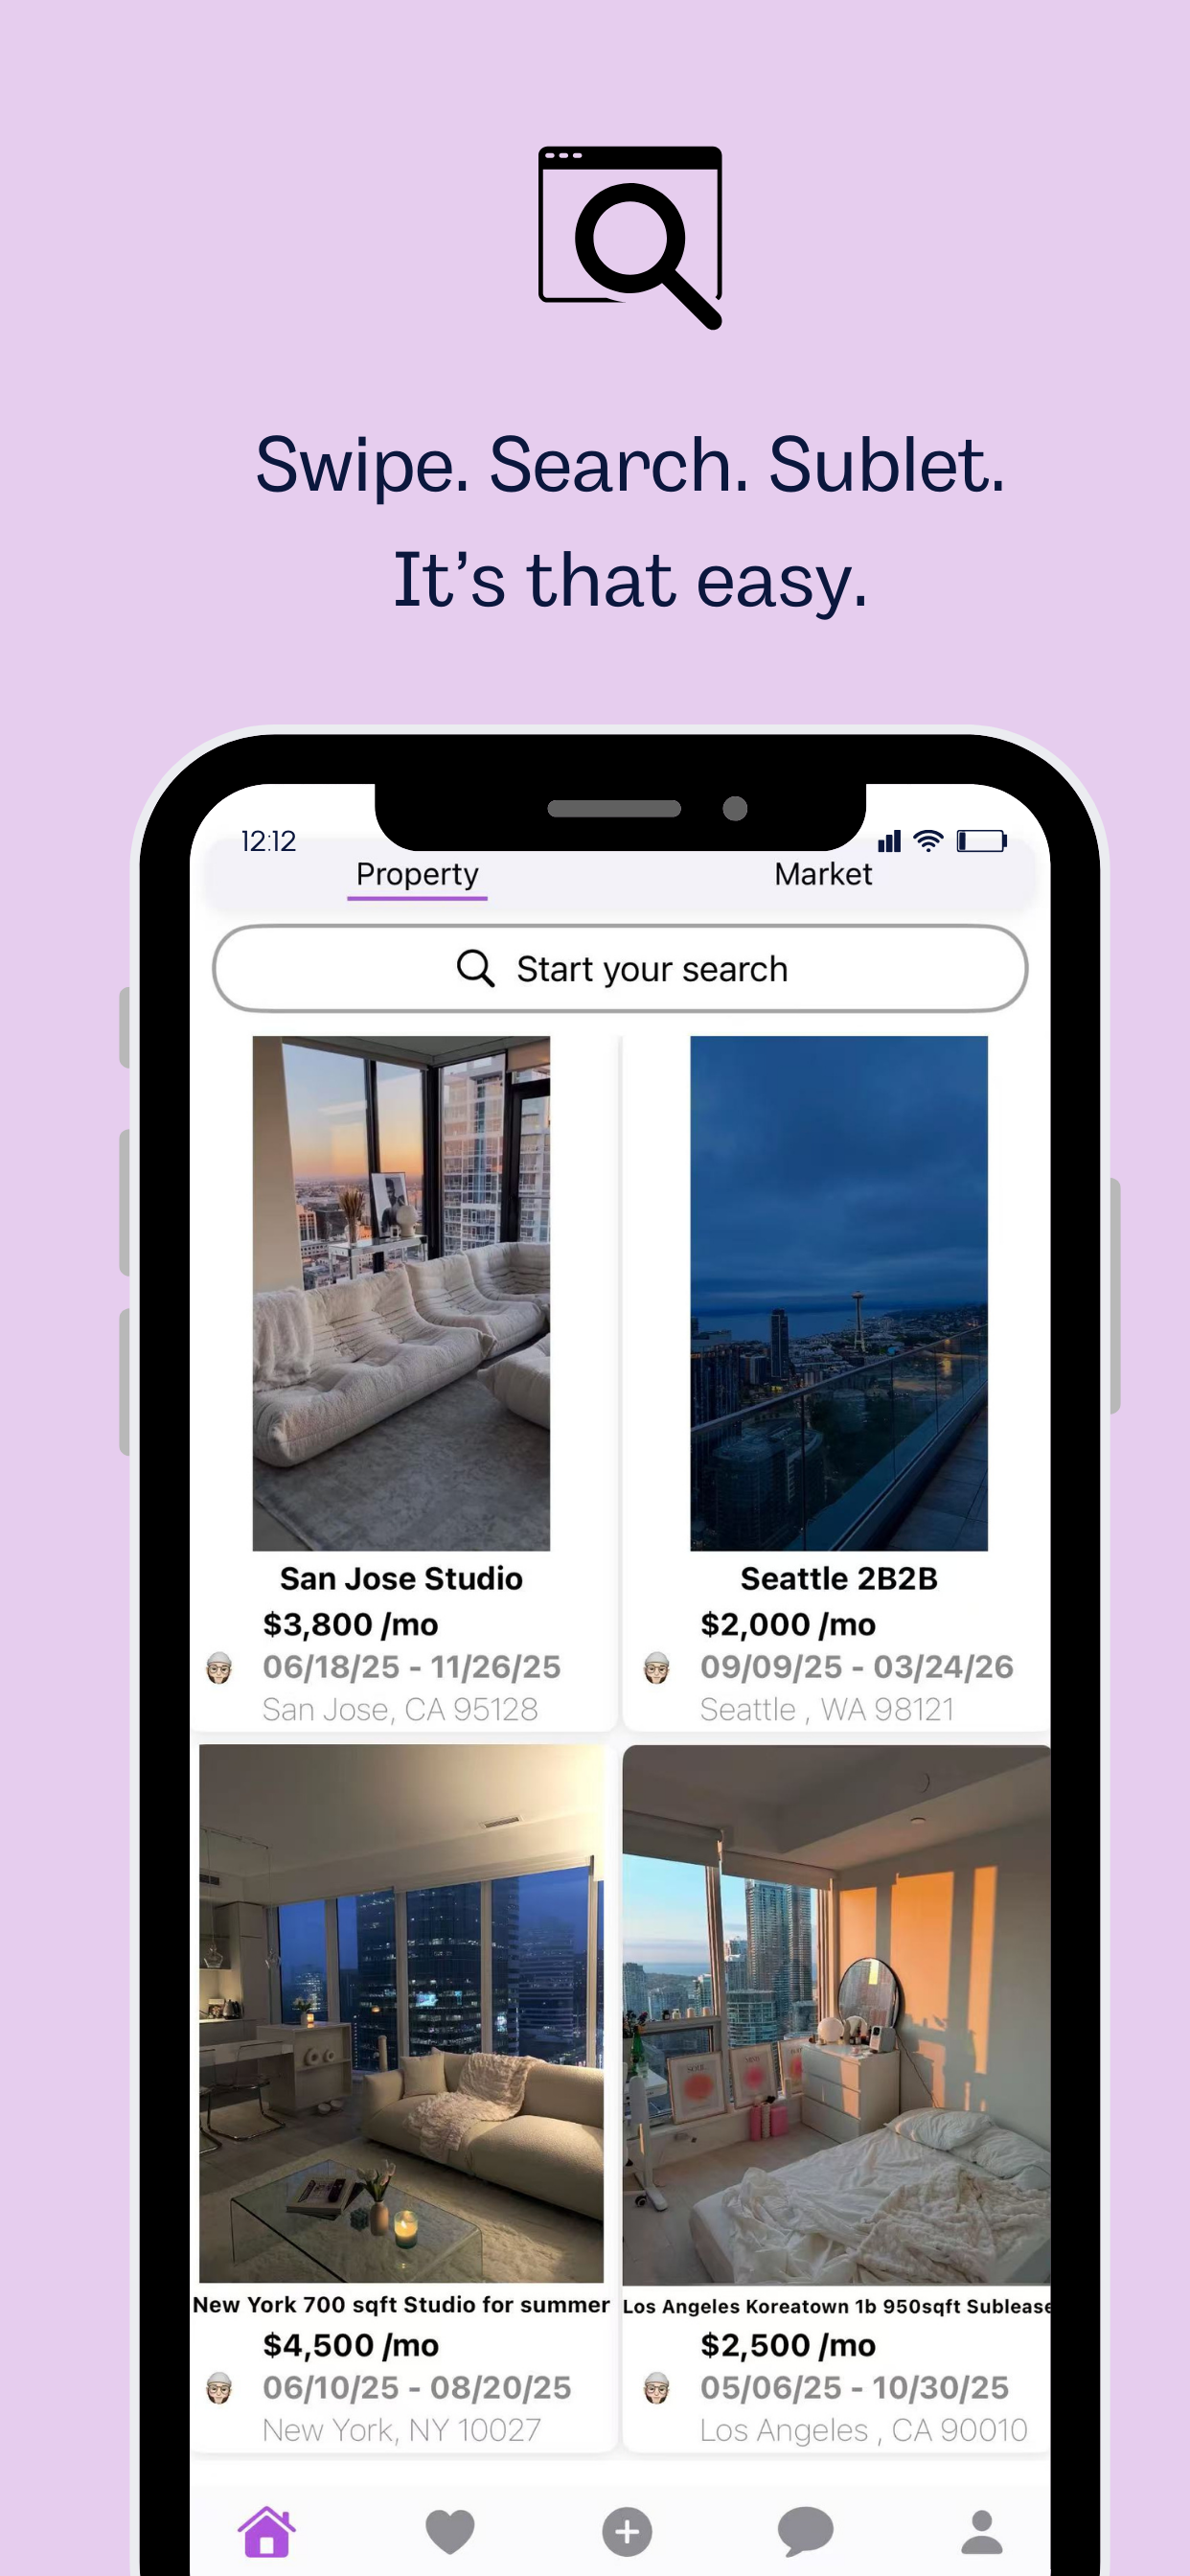 Swipe. Search. Sublet.
It’s that easy.
12:12
Property
Market
Start your search
San Jose Studio
$3,800 /mo
06/18/25 - 11/26/25
San Jose, CA 95128
Seattle 2B2B
$2,000 /mo
09/09/25 - 03/24/26
Seattle , WA 98121
New York 700 sqft Studio for summer
$4,500 /mo
06/10/25 - 08/20/25
New York, NY 10027
Los Angeles Koreatown 1b 950sqft Sublease
$2,500 /mo
05/06/25 - 10/30/25
Los Angeles , CA 90010